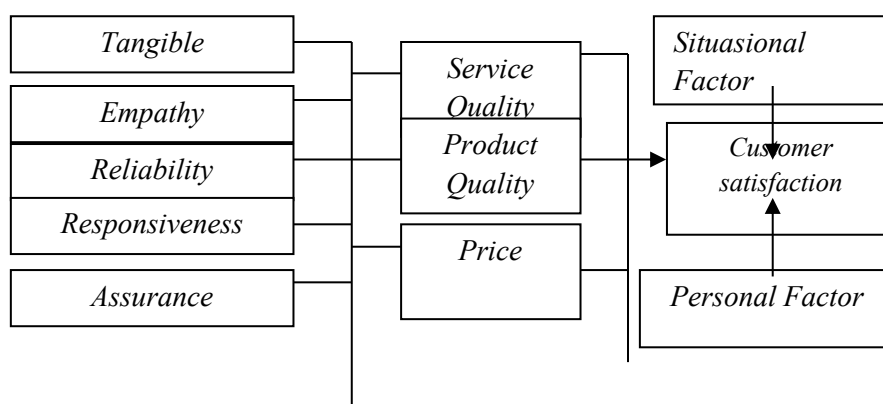 Tangible
Empathy
Reliability
Responsiveness
Assurance
Service
Quality
Product
Quality
Price
Situasional
Factor
Customer
satisfaction
Personal Factor